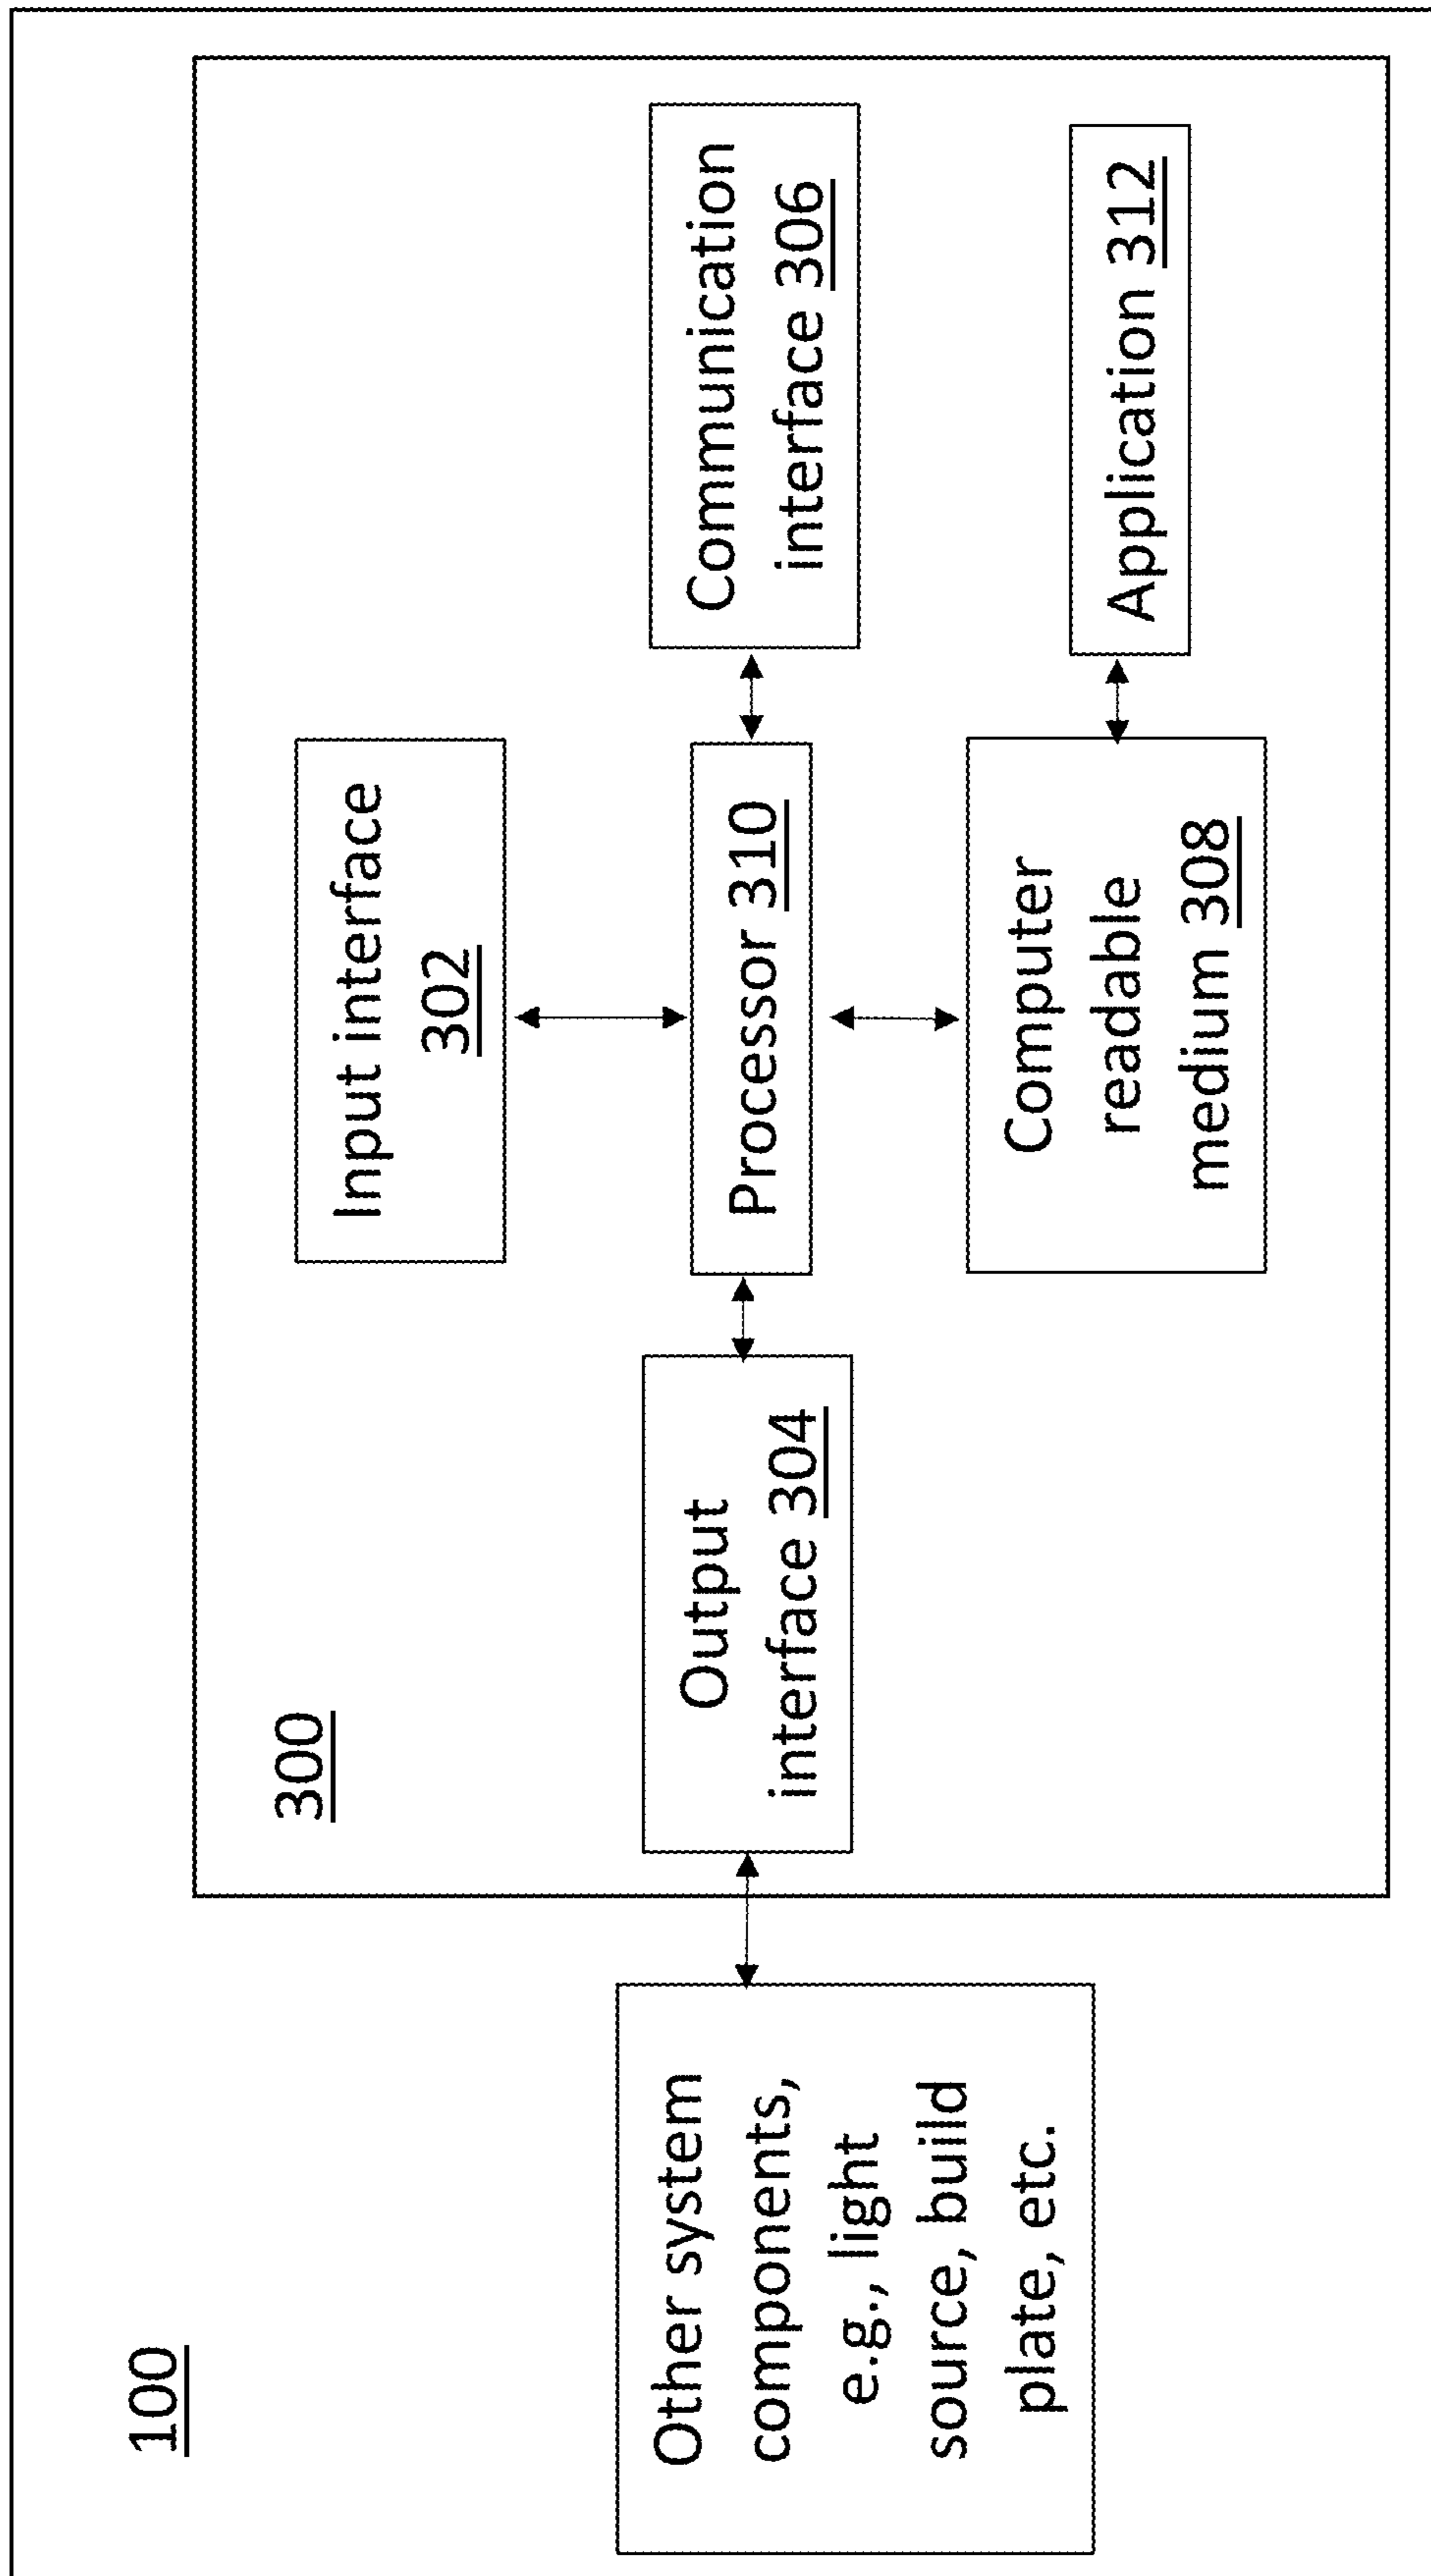 100
300
Input interface
302
Other system
components,
e.g., light
source, build
plate, etc.
Output
interface 304
Processor 310
Communication
interface 306
Computer
readable
medium 308
Application 312